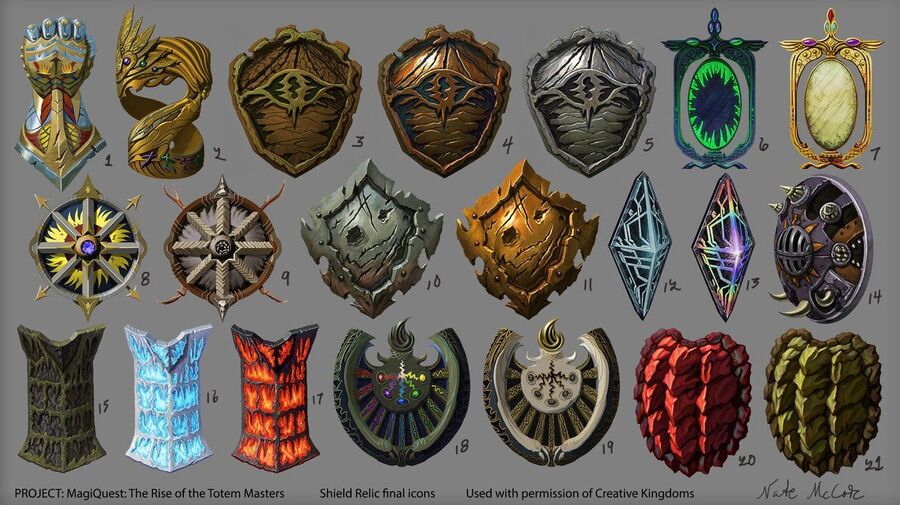 1 2 3 4 5 6 7
8 9 10 11 12 13 14
15 16 17 18 19 20 21
PROJECT: MagiQuest: The Rise of the Totem Masters Shield Relic final icons Used with permission of Creative Kingdoms Nate McCoy